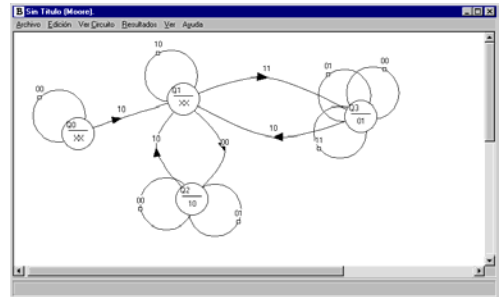 B Sin Título (Moore).
Archivo Edición Ver Circuito Resultados Ver Ayuda
10
00
Q1
XX
11
01
00
Q3
01
11
10
10
Q0
XX
10
00
Q2
10
00
01